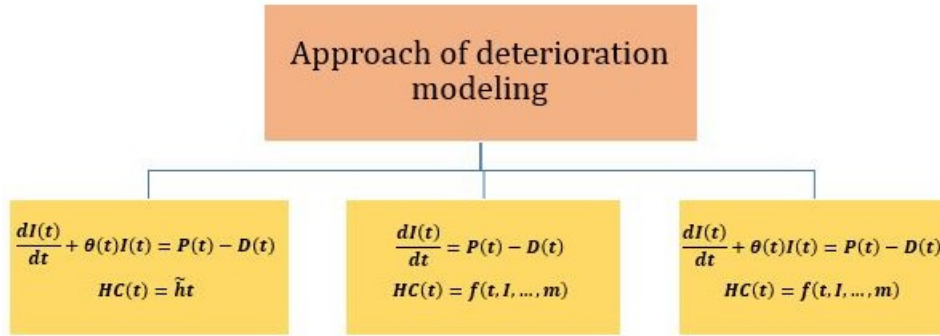 Approach of deterioration
modeling
dI(t)/dt + θ(t)I(t) = P(t) − D(t)
HC(t) = h̃t
dI(t)/dt = P(t) − D(t)
HC(t) = f(t, I, ..., m)
dI(t)/dt + θ(t)I(t) = P(t) − D(t)
HC(t) = f(t, I, ..., m)